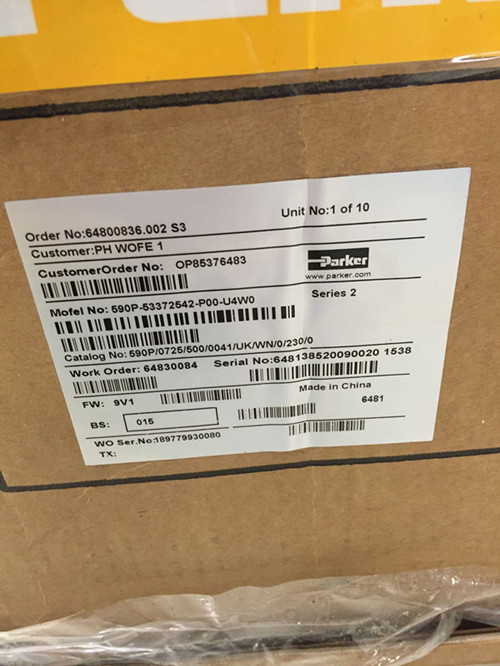 Unit No:1 of 10
Order No:64800836.002 S3
Customer:PH WOFE 1
CustomerOrder No: OP85376483
Parker
www.parker.com
Mofel No: 590P-53372542-P00-U4W0
Series 2
Catalog No: 590P/0725/500/0041/UK/WN/0/230/0
Work Order: 64830084 Serial No:648138520090020 1538
Made in China
FW: 9V1
6481
BS: 015
WO Ser.No:189779930080
TX: